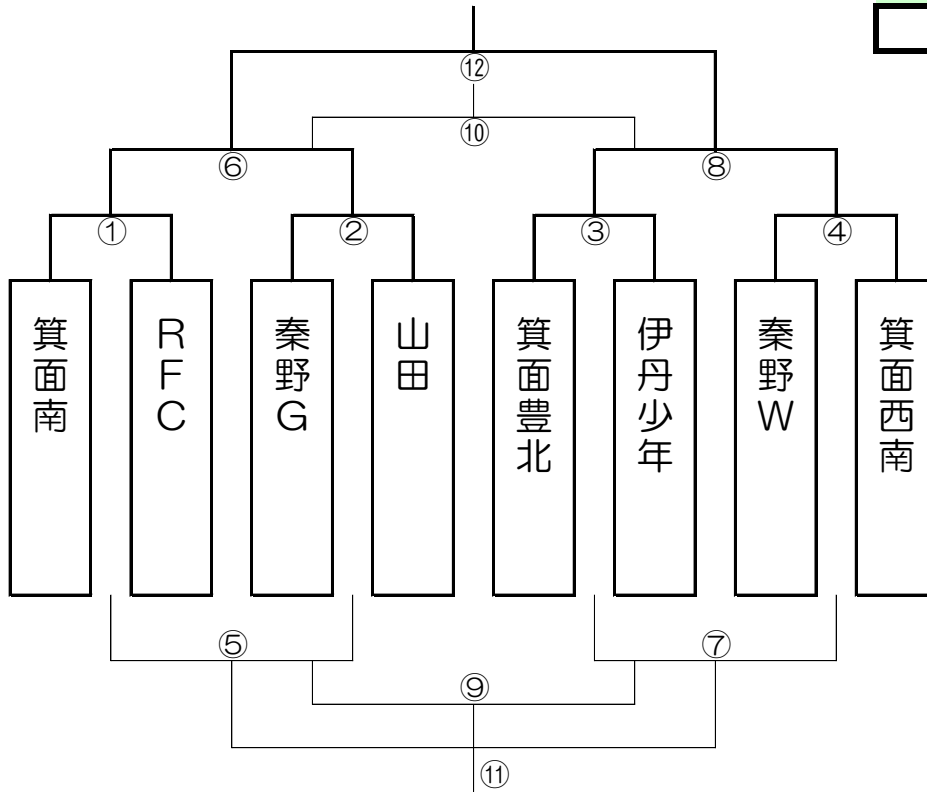 ⑫
⑩
⑥
⑧
①
②
③
④
箕面南
RFC
秦野G
山田
箕面豊北
伊丹少年
秦野W
箕面西南
⑤
⑦
⑨
⑪